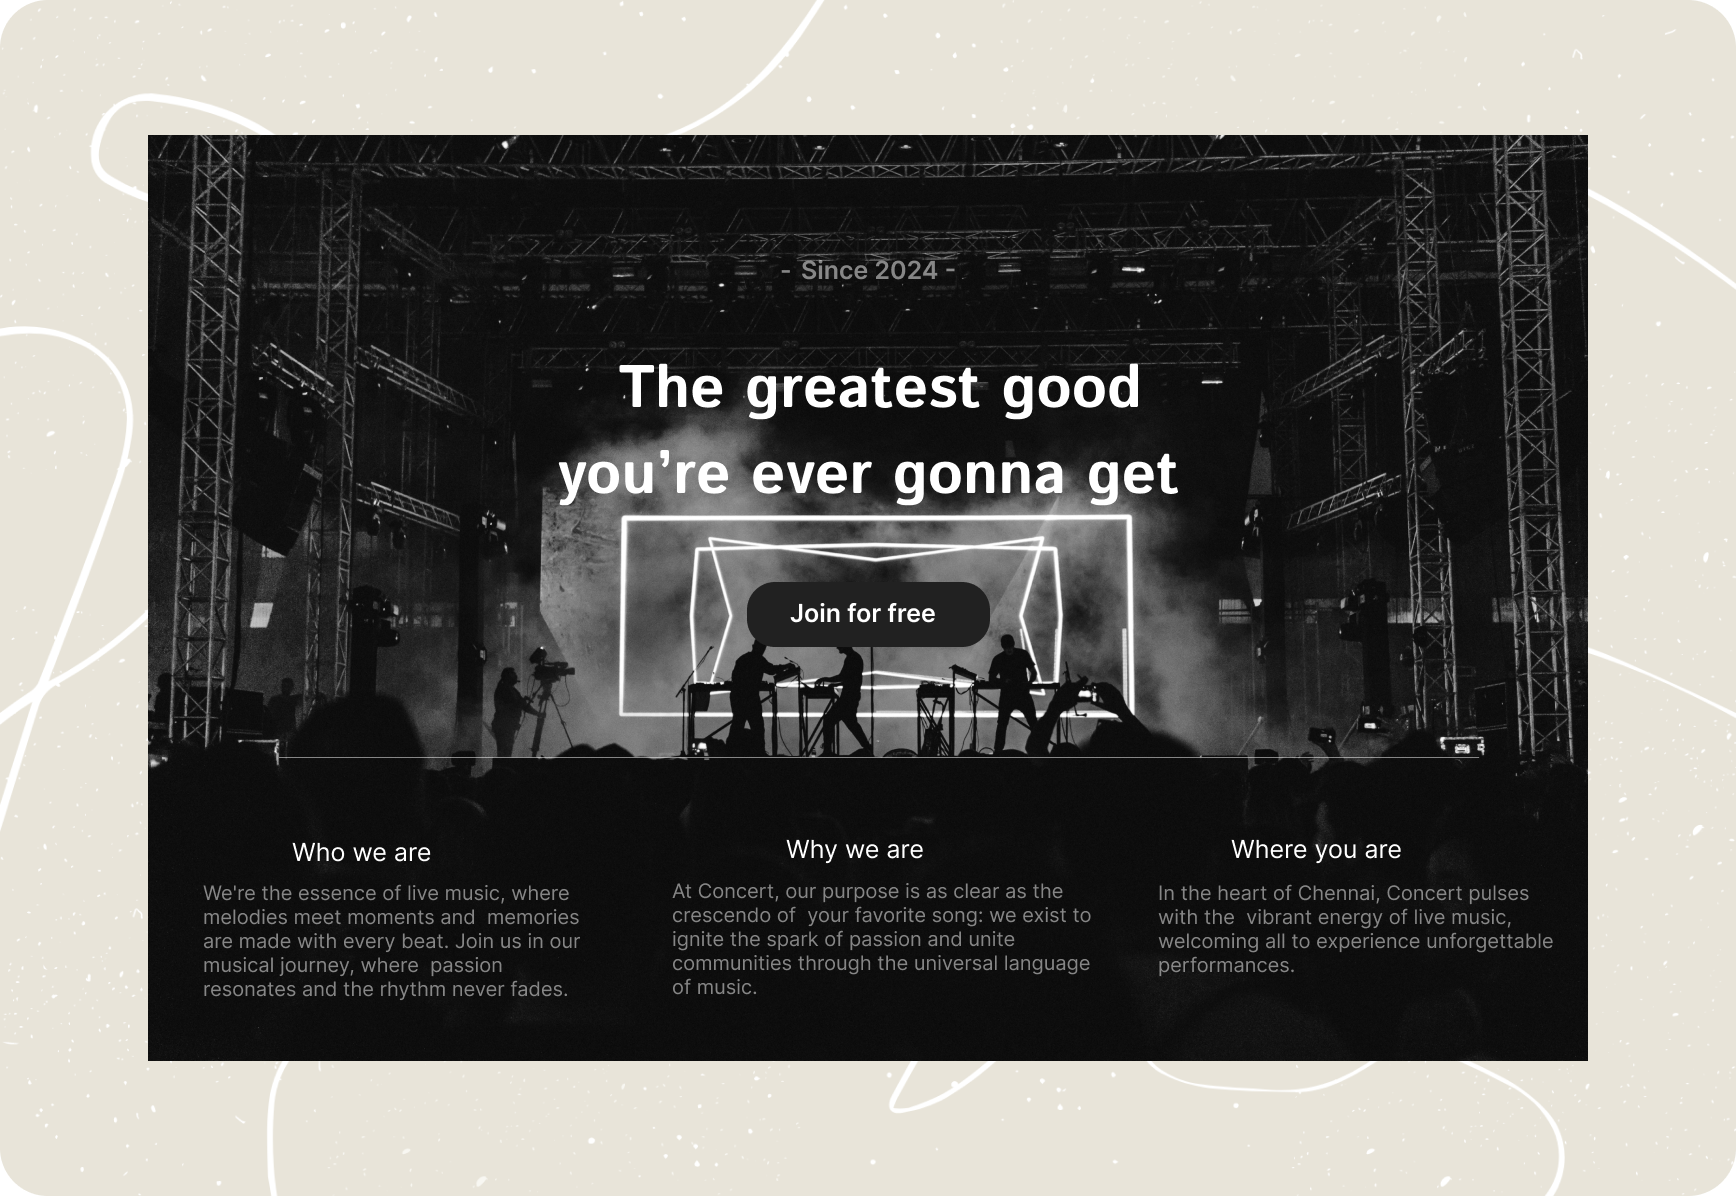 - Since 2024 -
The greatest good
you’re ever gonna get
Join for free
Who we are
We're the essence of live music, where
melodies meet moments and  memories
are made with every beat. Join us in our
musical journey, where  passion
resonates and the rhythm never fades.
Why we are
At Concert, our purpose is as clear as the
crescendo of  your favorite song: we exist to
ignite the spark of passion and unite
communities through the universal language
of music.
Where you are
In the heart of Chennai, Concert pulses
with the  vibrant energy of live music,
welcoming all to experience unforgettable
performances.